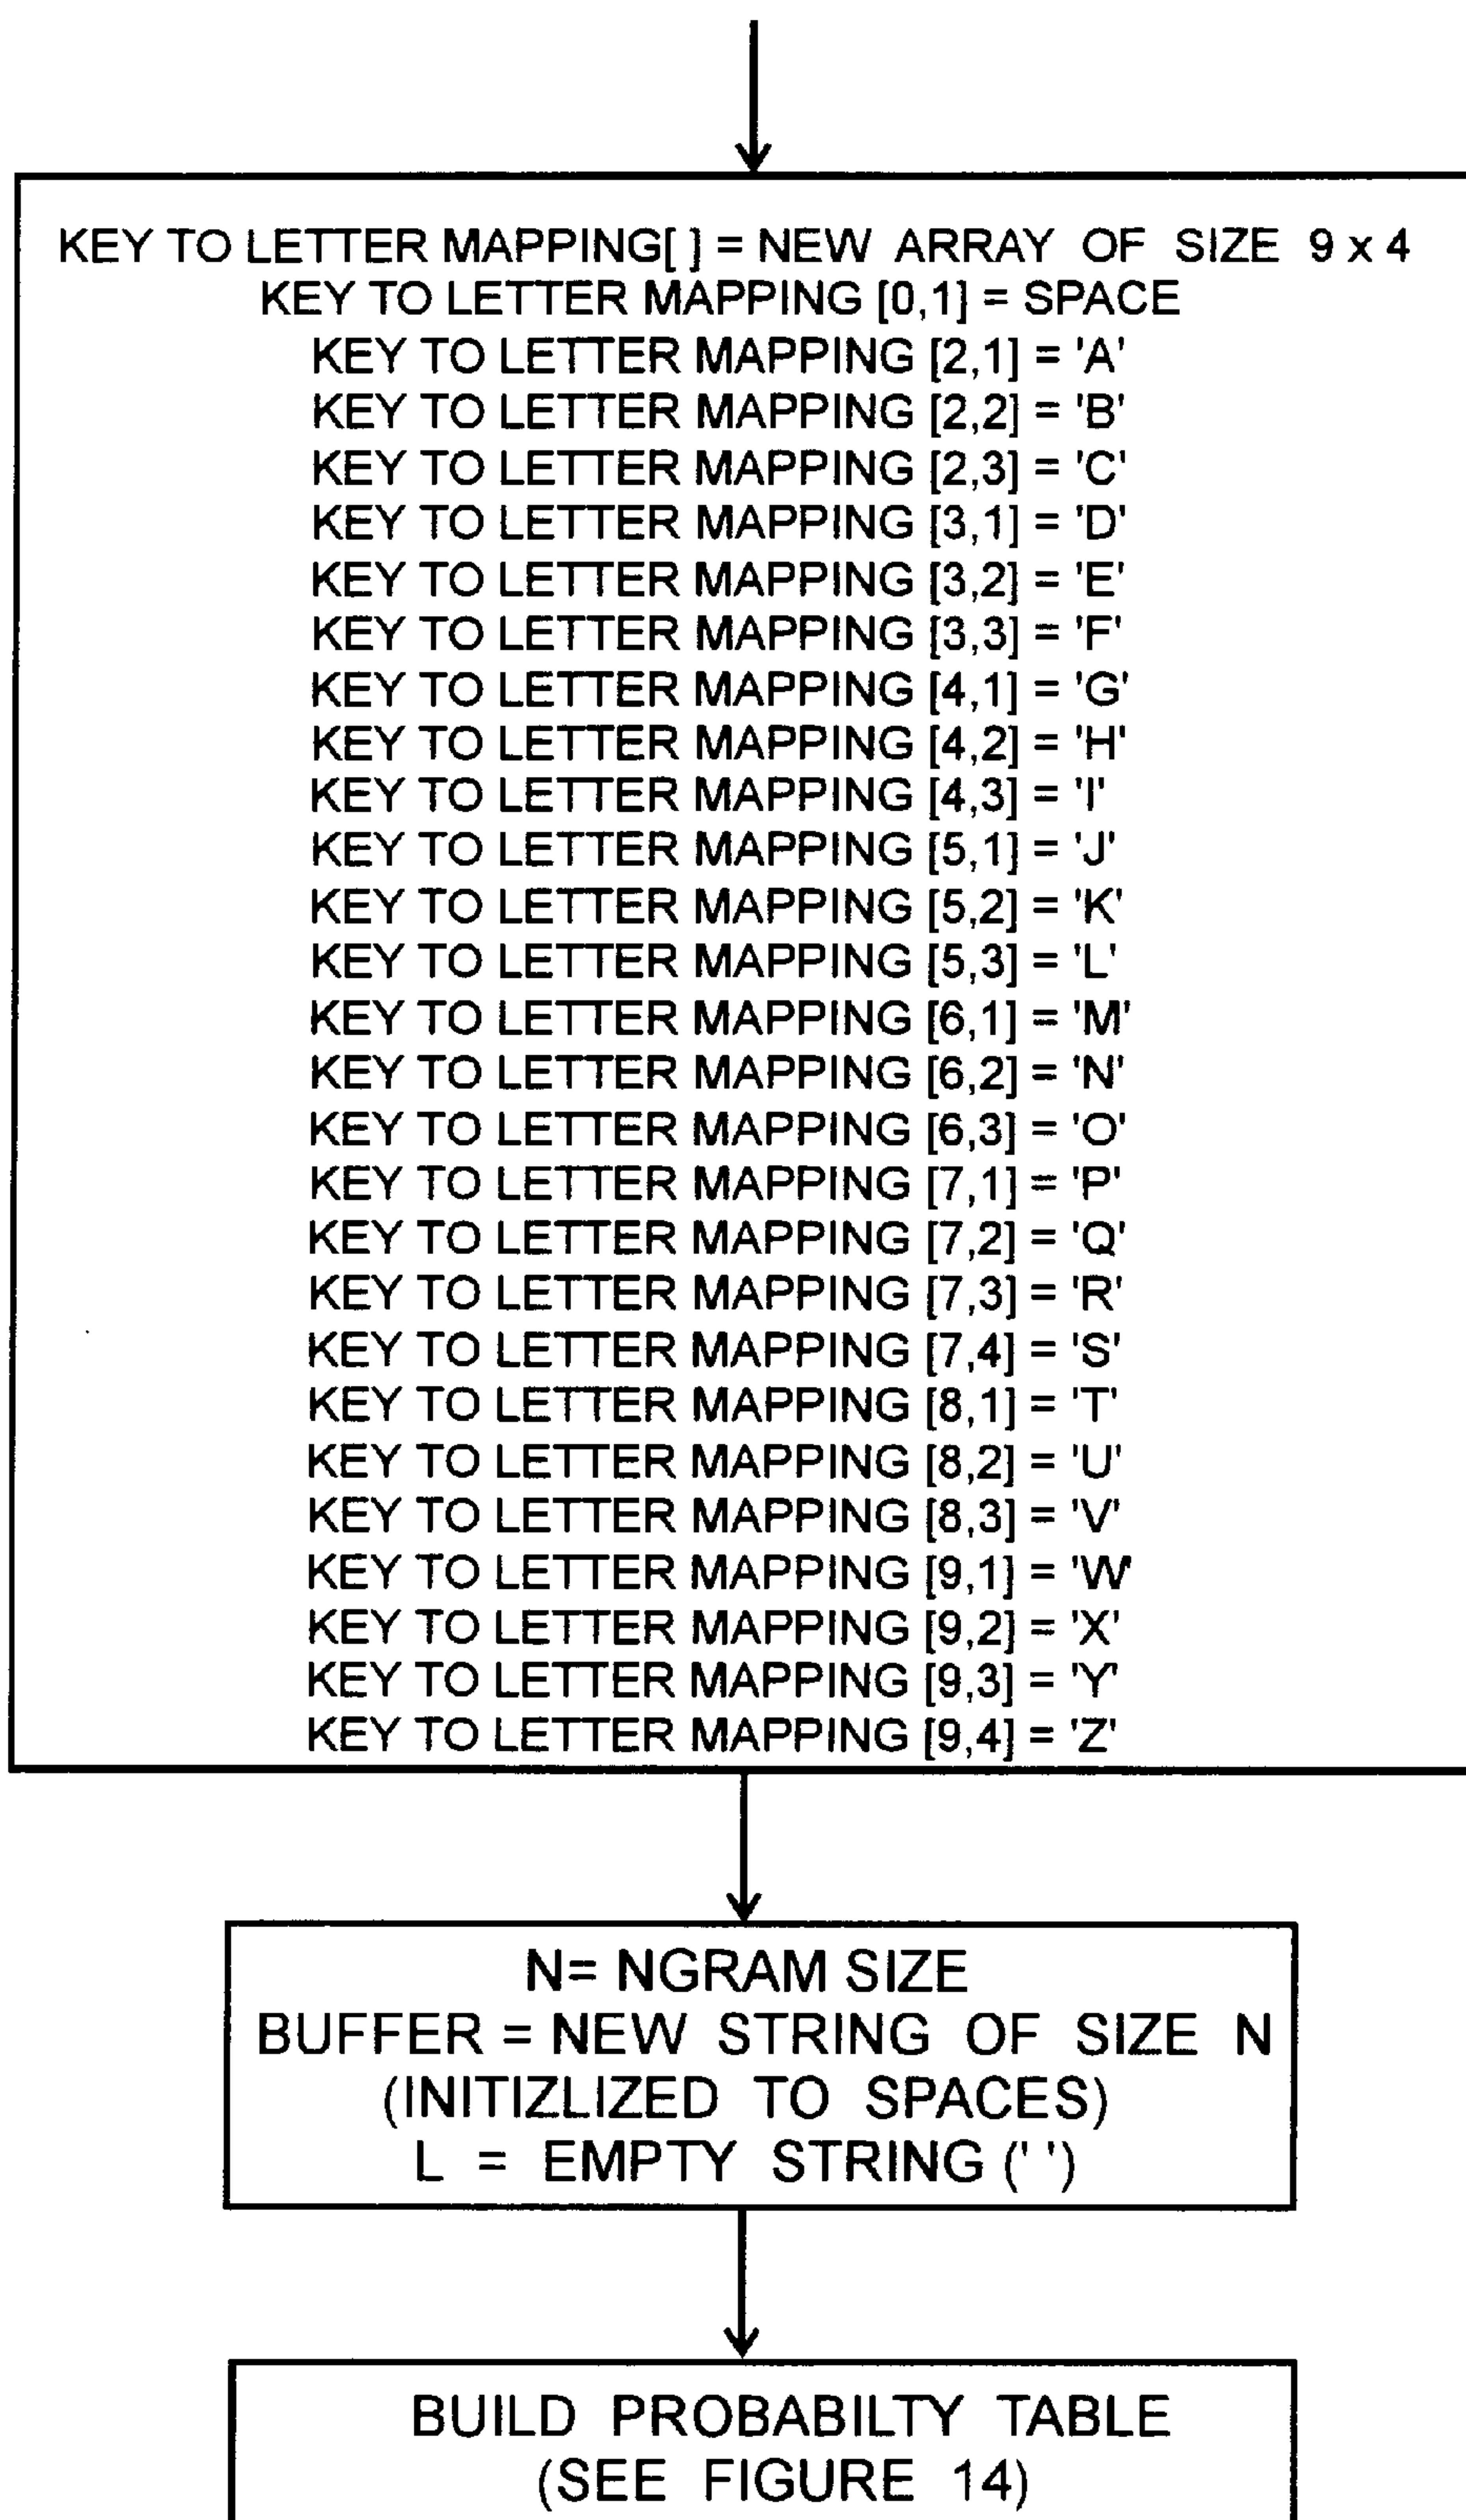 KEY TO LETTER MAPPING[ ] = NEW ARRAY OF SIZE 9 x 4
KEY TO LETTER MAPPING [0,1] = SPACE
KEY TO LETTER MAPPING [2,1] = 'A'
KEY TO LETTER MAPPING [2,2] = 'B'
KEY TO LETTER MAPPING [2,3] = 'C'
KEY TO LETTER MAPPING [3,1] = 'D'
KEY TO LETTER MAPPING [3,2] = 'E'
KEY TO LETTER MAPPING [3,3] = 'F'
KEY TO LETTER MAPPING [4,1] = 'G'
KEY TO LETTER MAPPING [4,2] = 'H'
KEY TO LETTER MAPPING [4,3] = 'I'
KEY TO LETTER MAPPING [5,1] = 'J'
KEY TO LETTER MAPPING [5,2] = 'K'
KEY TO LETTER MAPPING [5,3] = 'L'
KEY TO LETTER MAPPING [6,1] = 'M'
KEY TO LETTER MAPPING [6,2] = 'N'
KEY TO LETTER MAPPING [6,3] = 'O'
KEY TO LETTER MAPPING [7,1] = 'P'
KEY TO LETTER MAPPING [7,2] = 'Q'
KEY TO LETTER MAPPING [7,3] = 'R'
KEY TO LETTER MAPPING [7,4] = 'S'
KEY TO LETTER MAPPING [8,1] = 'T'
KEY TO LETTER MAPPING [8,2] = 'U'
KEY TO LETTER MAPPING [8,3] = 'V'
KEY TO LETTER MAPPING [9,1] = 'W'
KEY TO LETTER MAPPING [9,2] = 'X'
KEY TO LETTER MAPPING [9,3] = 'Y'
KEY TO LETTER MAPPING [9,4] = 'Z'
N= NGRAM SIZE
BUFFER = NEW STRING OF SIZE N
(INITIZLIZED TO SPACES)
L = EMPTY STRING (' ')
BUILD PROBABILTY TABLE
(SEE FIGURE 14)